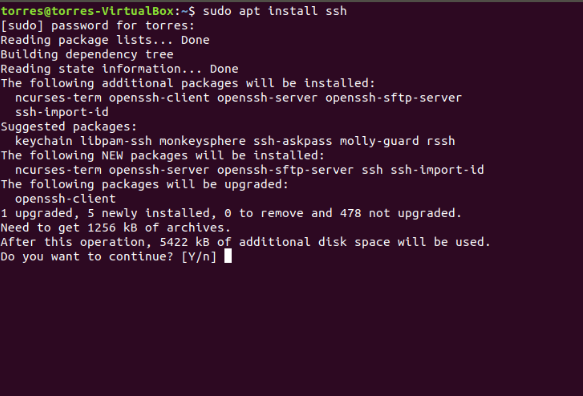 torres@torres-VirtualBox:~$ sudo apt install ssh
[sudo] password for torres:
Reading package lists... Done
Building dependency tree
Reading state information... Done
The following additional packages will be installed:
  ncurses-term openssh-client openssh-server openssh-sftp-server
  ssh-import-id
Suggested packages:
  keychain libpam-ssh monkeysphere ssh-askpass molly-guard rssh
The following NEW packages will be installed:
  ncurses-term openssh-server openssh-sftp-server ssh ssh-import-id
The following packages will be upgraded:
  openssh-client
1 upgraded, 5 newly installed, 0 to remove and 478 not upgraded.
Need to get 1256 kB of archives.
After this operation, 5422 kB of additional disk space will be used.
Do you want to continue? [Y/n]